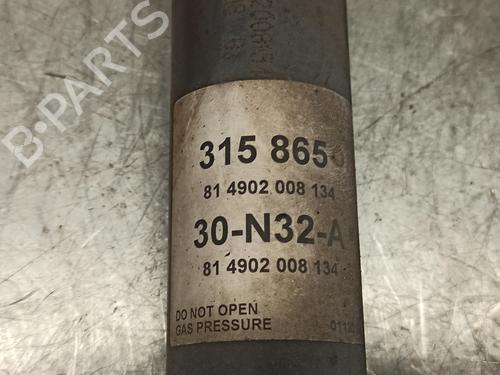 B-PARTS
315 865
81 4902 008 134
30-N32-A
81 4902 008 134
DO NOT OPEN
GAS PRESSURE